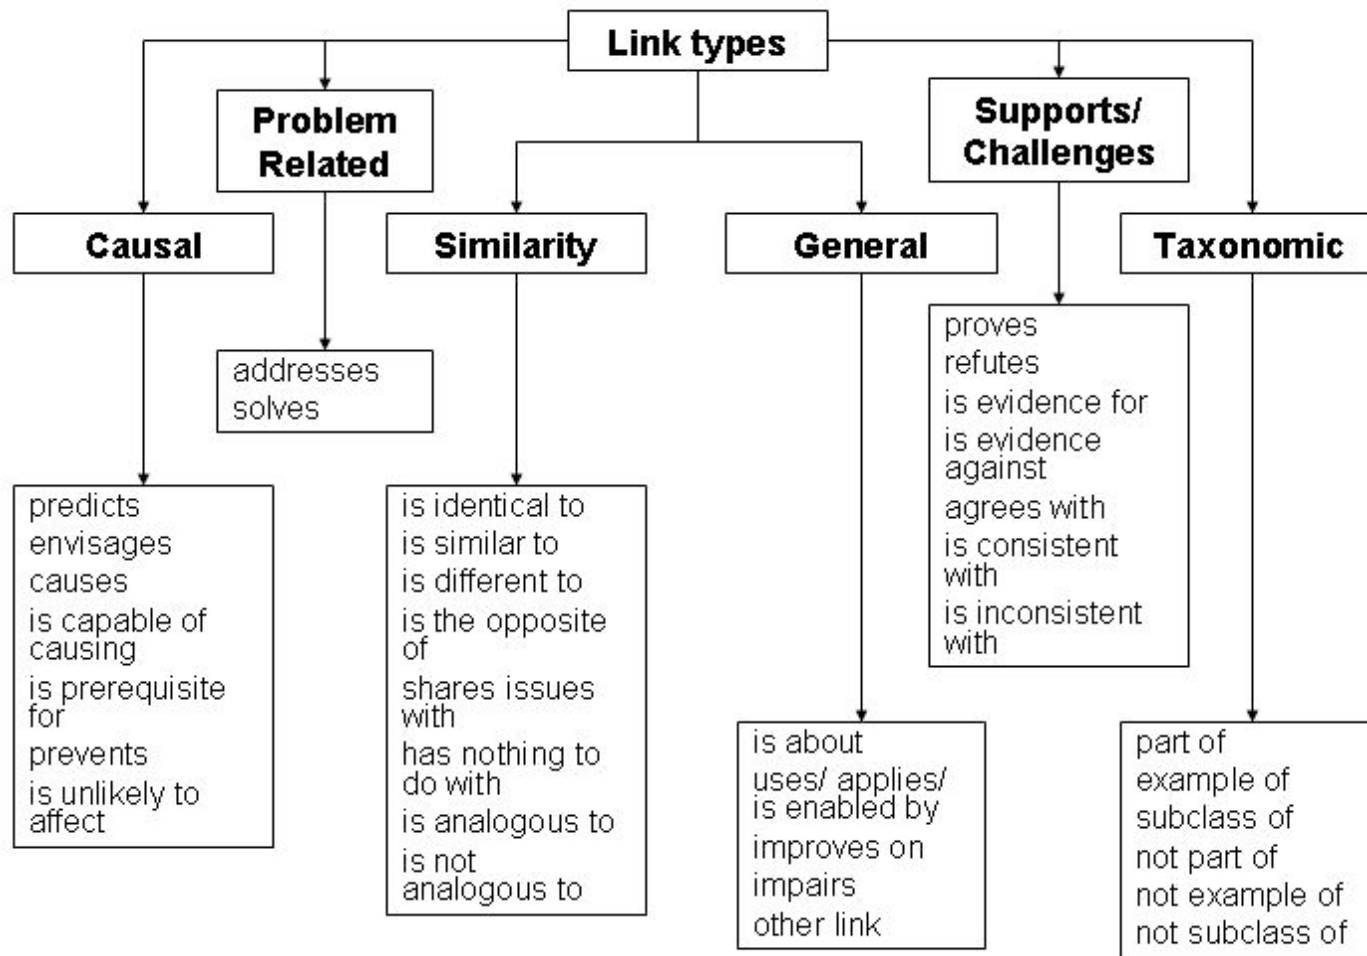 Link types
Problem
Related
Supports/
Challenges
Causal
Similarity
General
Taxonomic
addresses
solves
proves
refutes
is evidence for
is evidence
against
agrees with
is consistent
with
is inconsistent
with
predicts
envisages
causes
is capable of
causing
is prerequisite
for
prevents
is unlikely to
affect
is identical to
is similar to
is different to
is the opposite
of
shares issues
with
has nothing to
do with
is analogous to
is not
analogous to
is about
uses/ applies/
is enabled by
improves on
impairs
other link
part of
example of
subclass of
not part of
not example of
not subclass of